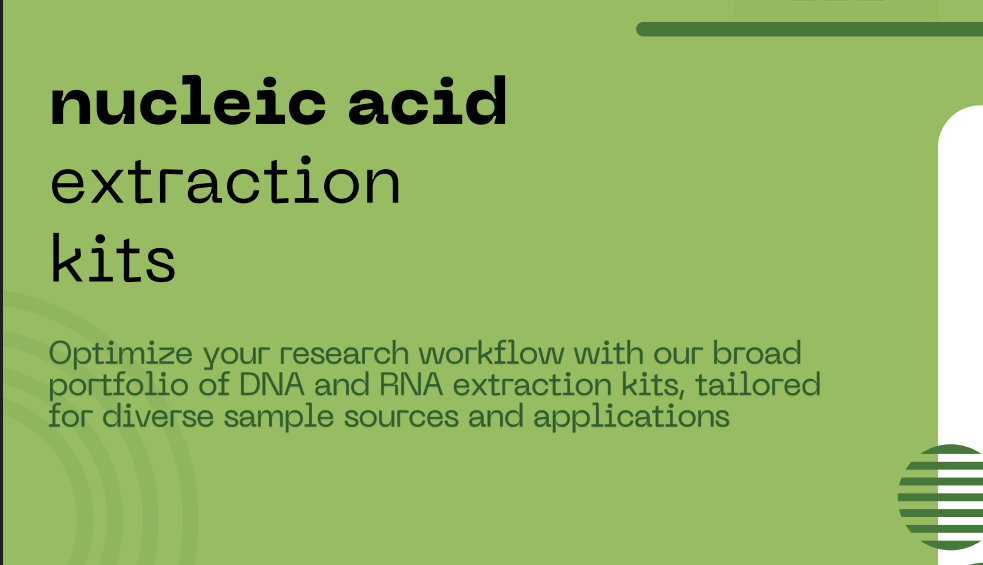 nucleic acid
extraction
kits
Optimize your research workflow with our broad
portfolio of DNA and RNA extraction kits, tailored
for diverse sample sources and applications